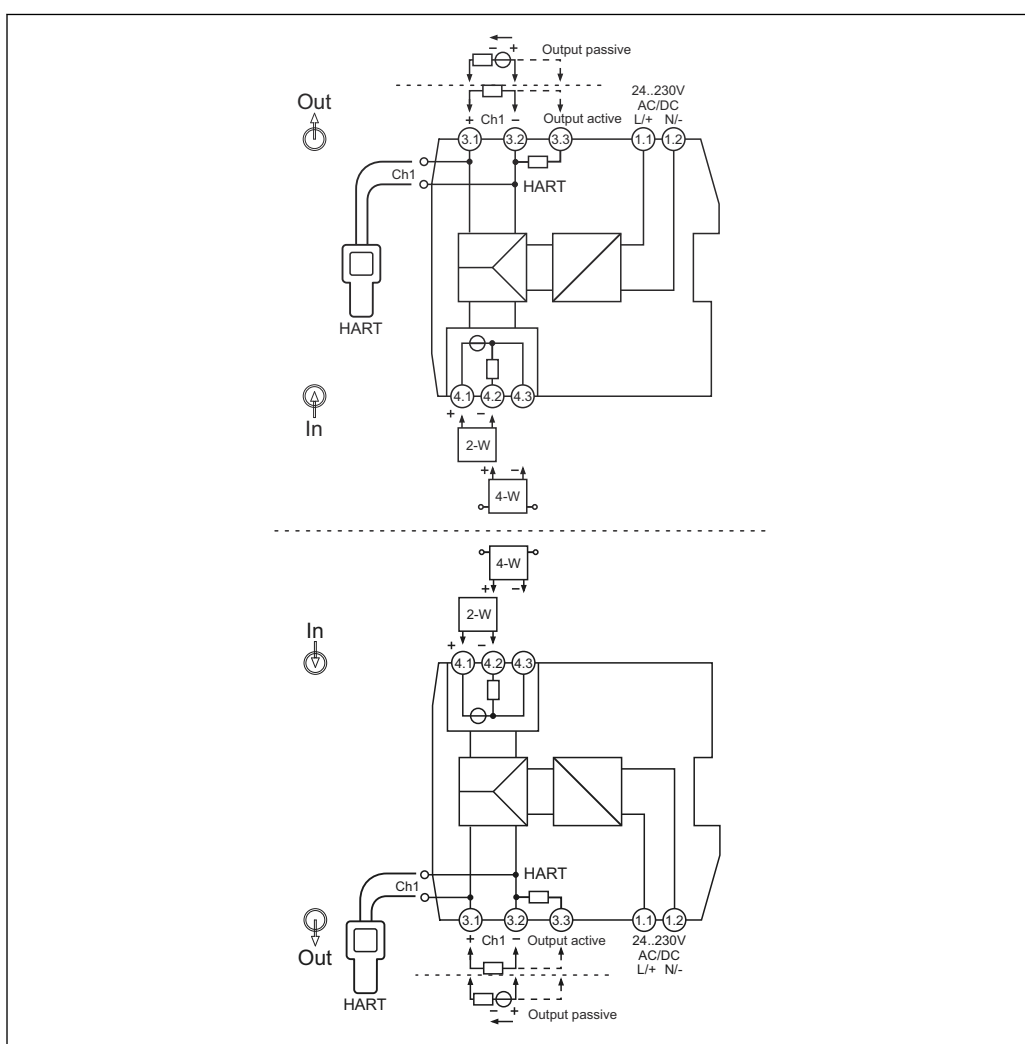 − + Output passive
24..230V
AC/DC
Out
+ Ch1 − Output active L/+ N/-
3.1 3.2 3.3 1.1 1.2
Ch1
HART
HART
4.1 4.2 4.3
In
+ −
2-W
+ −
4-W
4-W
+ −
2-W
In
+ −
4.1 4.2 4.3
HART
Ch1
3.1 3.2 3.3 1.1 1.2
+ Ch1 − Output active 24..230V
AC/DC
Out
L/+ N/-
HART
− + Output passive